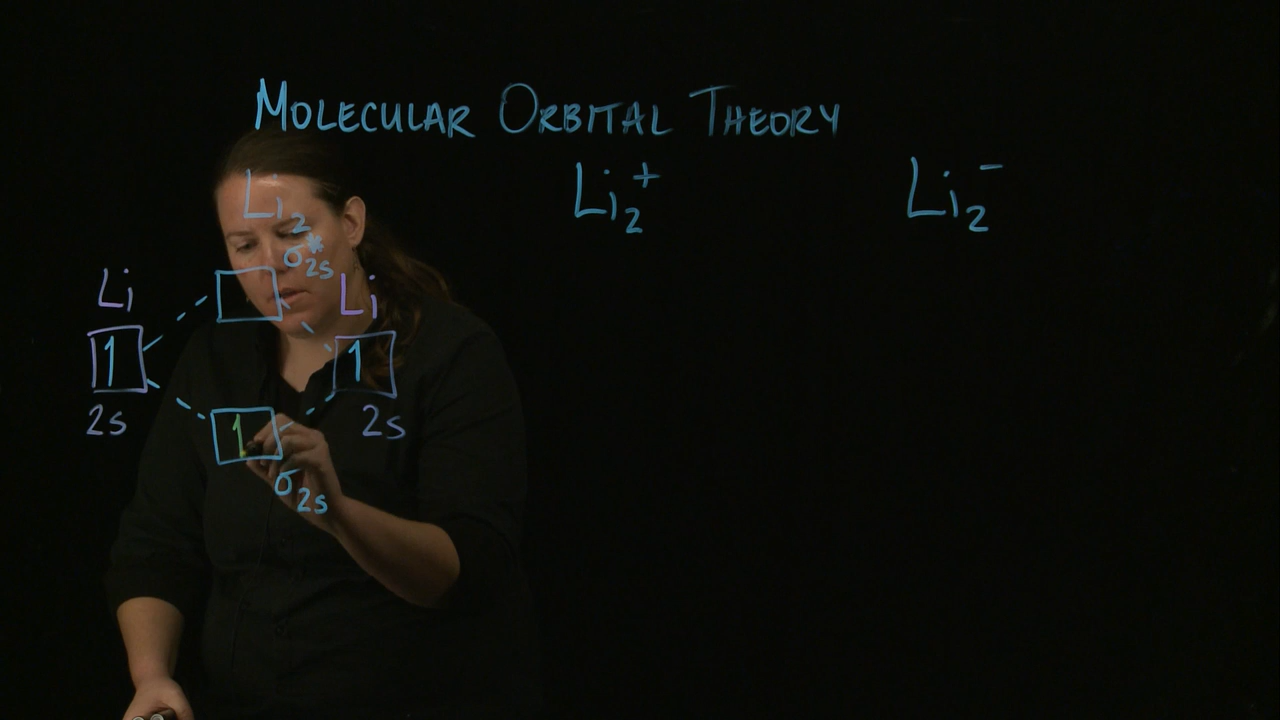 MOLECULAR ORBITAL THEORY
Li₂ Li₂⁺ Li₂⁻
σ*₂s
Li Li
1 1
2s 2s
1
σ₂s